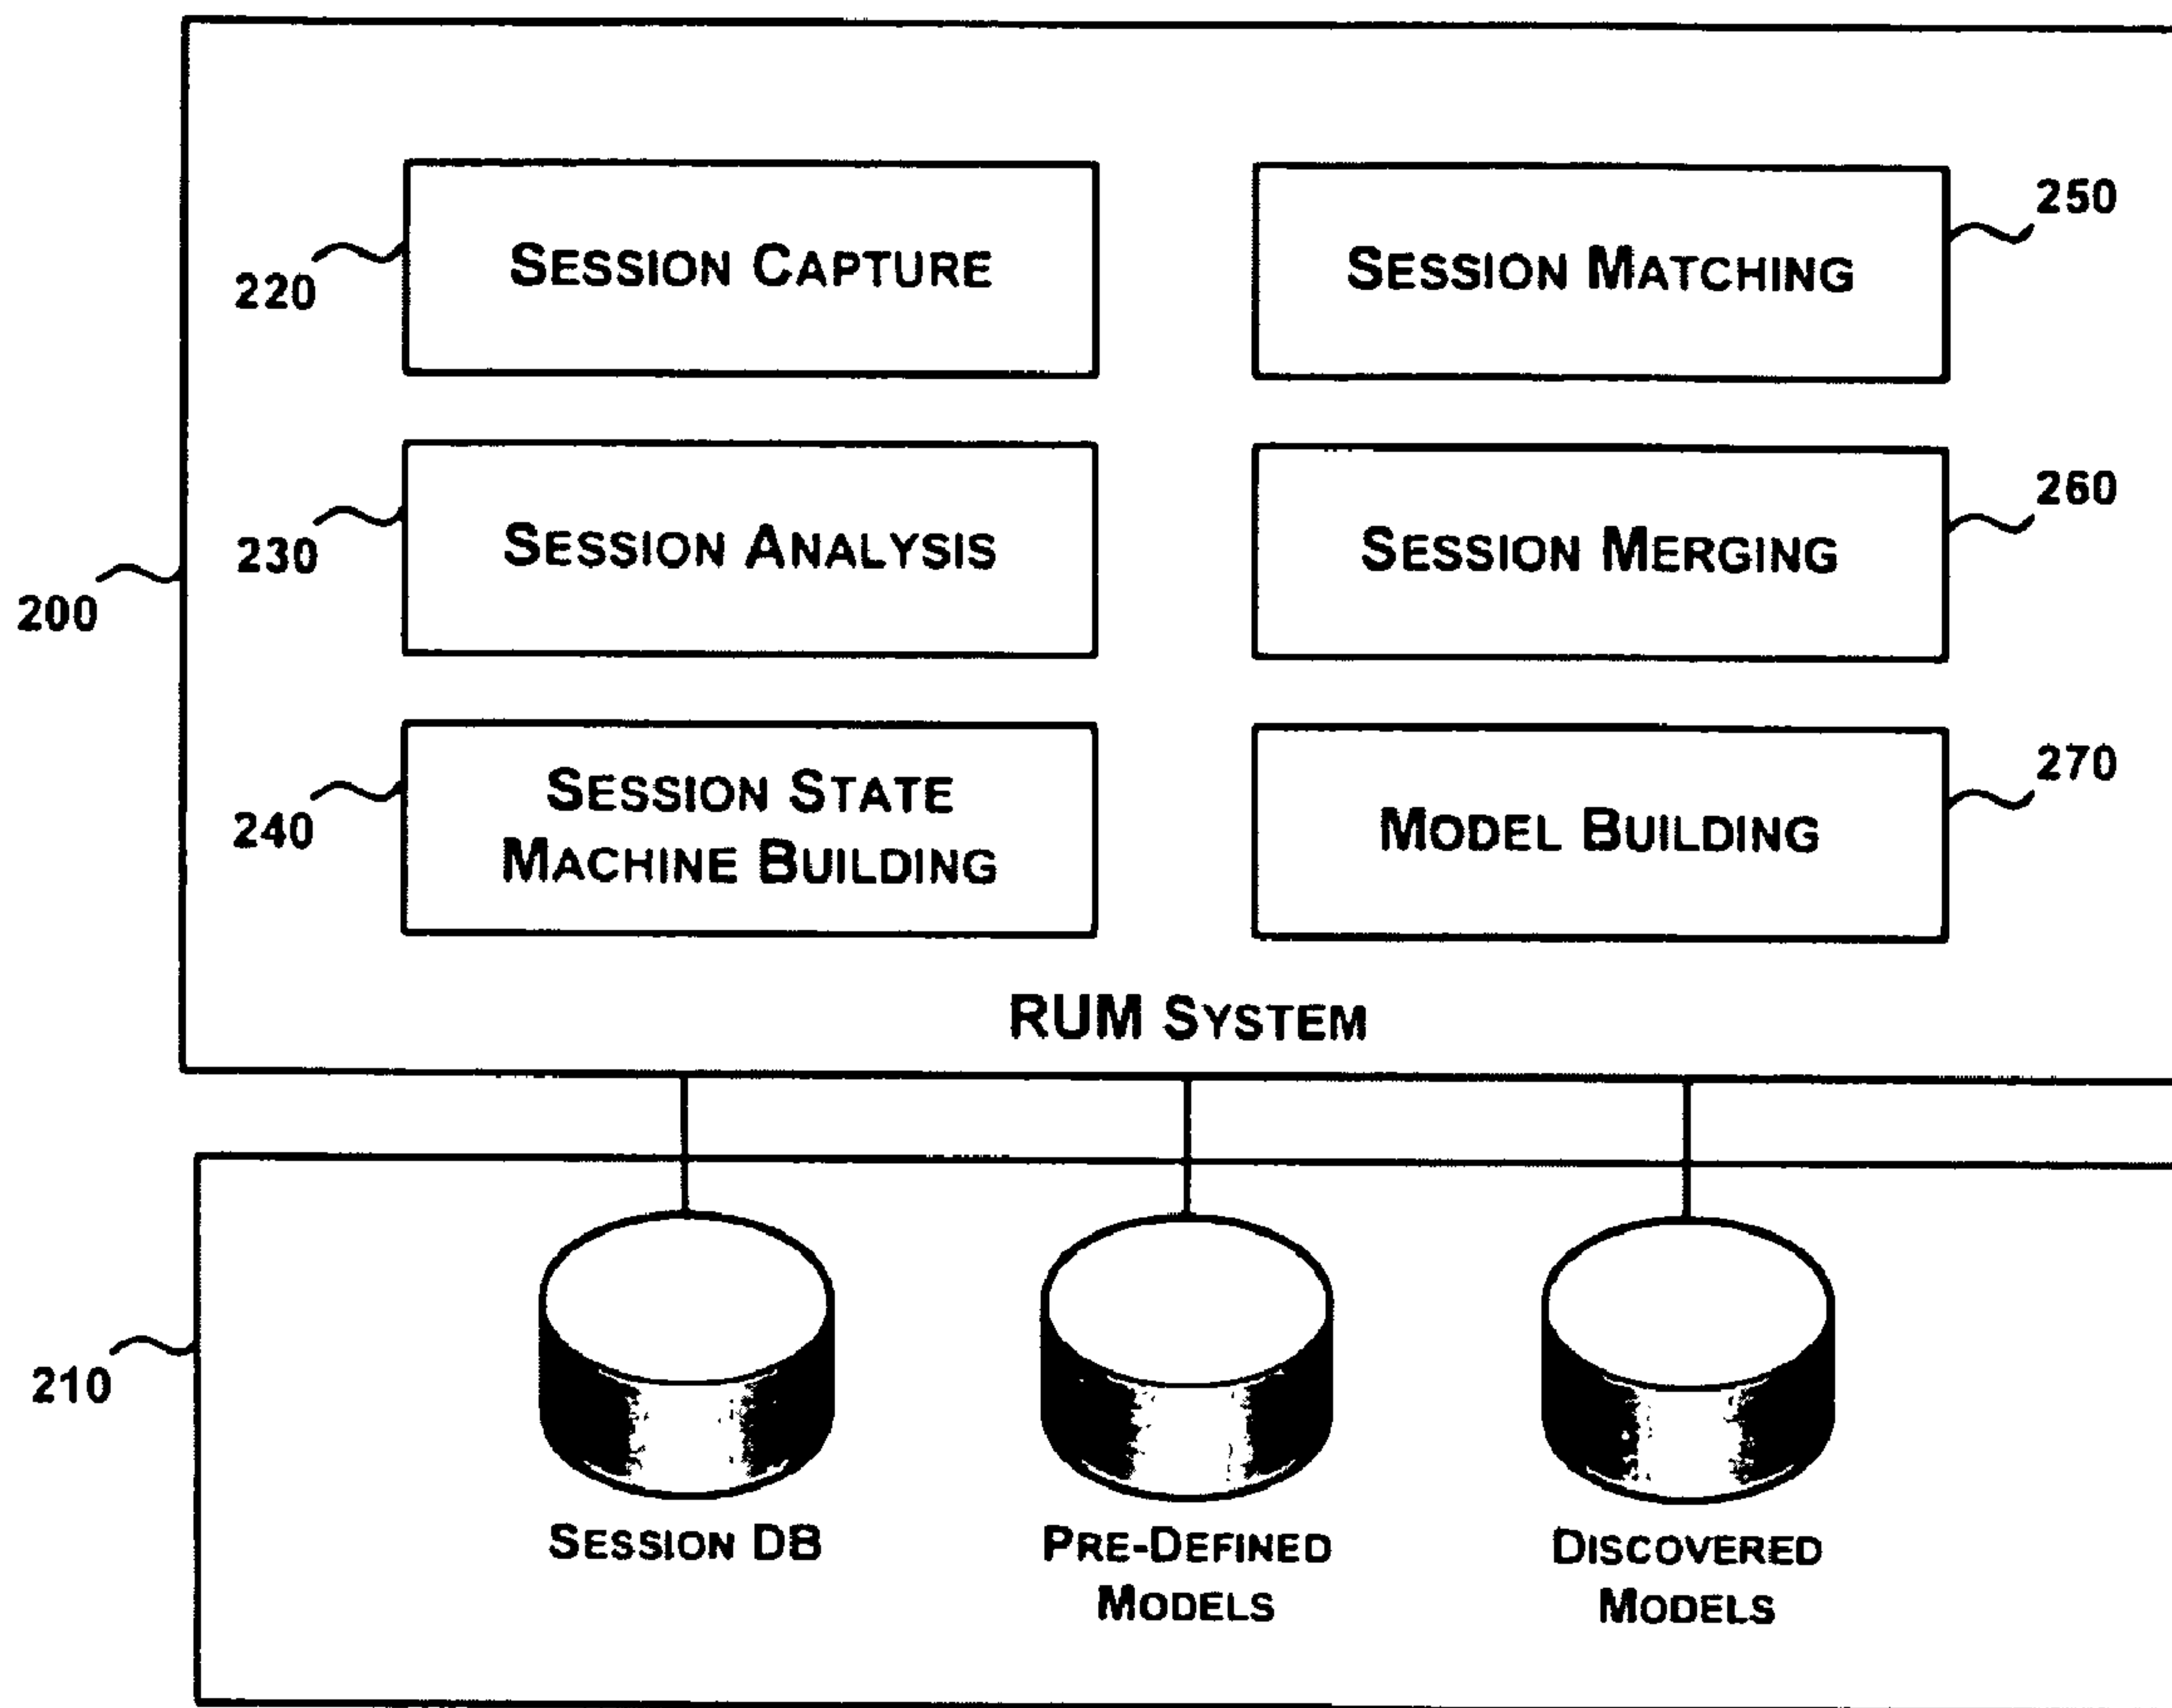 SESSION CAPTURE
220
SESSION MATCHING
250
SESSION ANALYSIS
230
SESSION MERGING
260
200
SESSION STATE
MACHINE BUILDING
240
MODEL BUILDING
270
RUM SYSTEM
210
SESSION DB
PRE-DEFINED
MODELS
DISCOVERED
MODELS